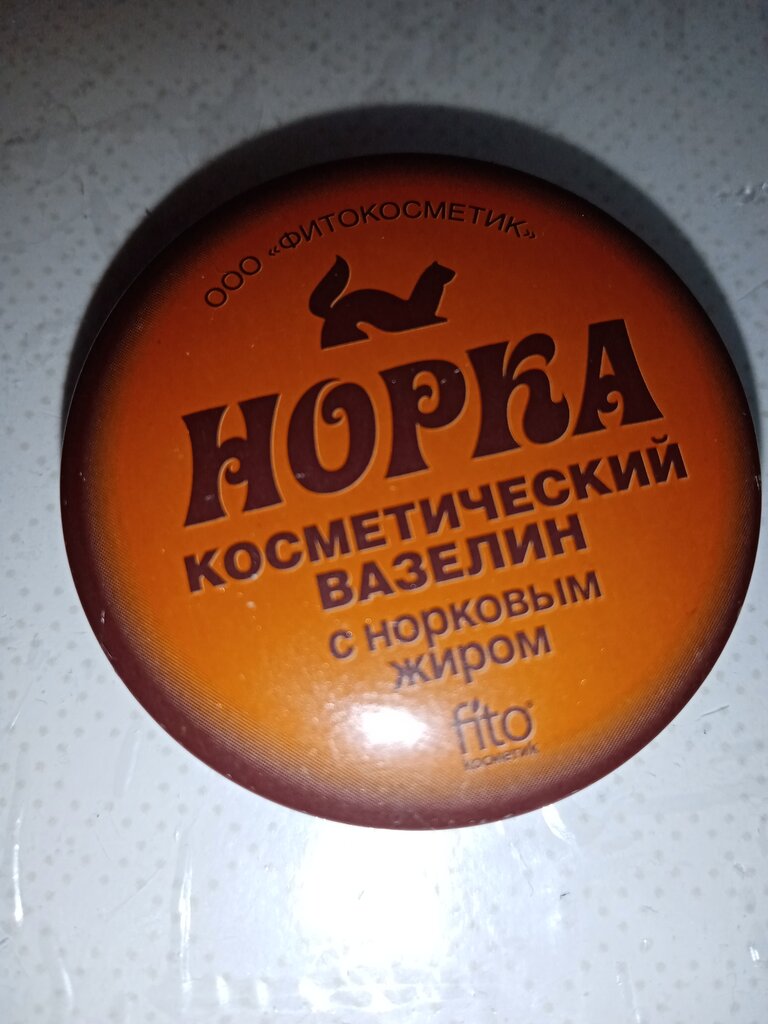 ООО «ФИТОКОСМЕТИК»
НОРКА
КОСМЕТИЧЕСКИЙ
ВАЗЕЛИН
с норковым
жиром
fito®
косметик